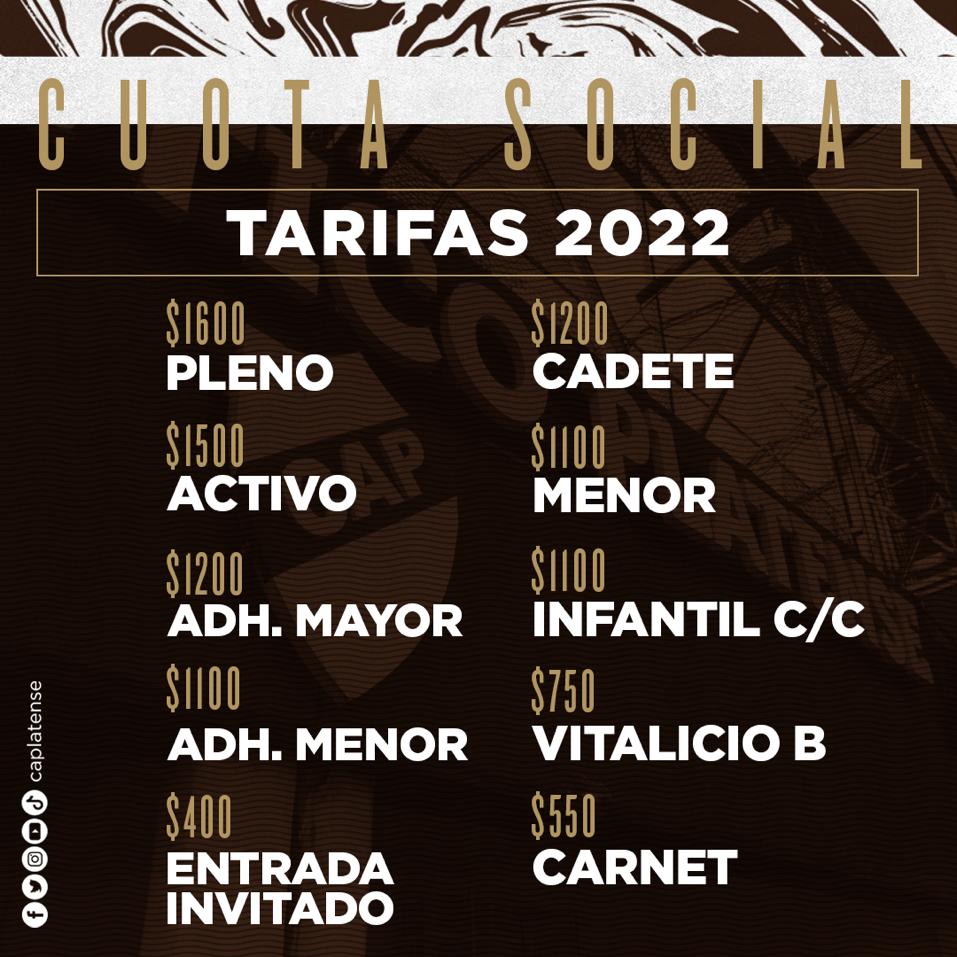 CUOTA SOCIAL
TARIFAS 2022
$1600
PLENO
$1500
ACTIVO
$1200
ADH. MAYOR
$1100
ADH. MENOR
$400
ENTRADA
INVITADO
$1200
CADETE
$1100
MENOR
$1100
INFANTIL C/C
$750
VITALICIO B
$550
CARNET
caplatense
CAP